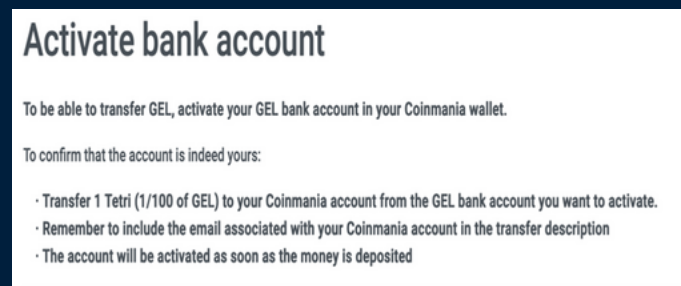 Activate bank account
To be able to transfer GEL, activate your GEL bank account in your Coinmania wallet.
To confirm that the account is indeed yours:
· Transfer 1 Tetri (1/100 of GEL) to your Coinmania account from the GEL bank account you want to activate.
· Remember to include the email associated with your Coinmania account in the transfer description
· The account will be activated as soon as the money is deposited